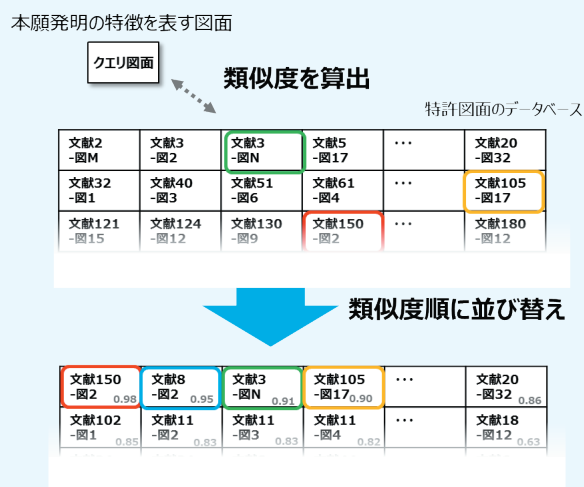 本願発明の特徴を表す図面
クエリ図面
類似度を算出
特許図面のデータベース
文献2 文献3 文献3 文献5 ･･･ 文献20
-図M -図2 -図N -図17 -図32
文献32 文献40 文献51 文献61 ･･･ 文献105
-図1 -図3 -図6 -図4 -図17
文献121 文献124 文献130 文献150 ･･･ 文献180
-図15 -図12 -図9 -図2 -図12
類似度順に並び替え
文献150 文献8 文献3 文献105 ･･･ 文献20
-図2 0.98 -図2 0.95 -図N 0.91 -図17 0.90 -図32 0.86
文献102 文献11 文献11 文献11 ･･･ 文献18
-図1 0.85 -図2 0.83 -図3 0.83 -図4 0.82 -図12 0.63